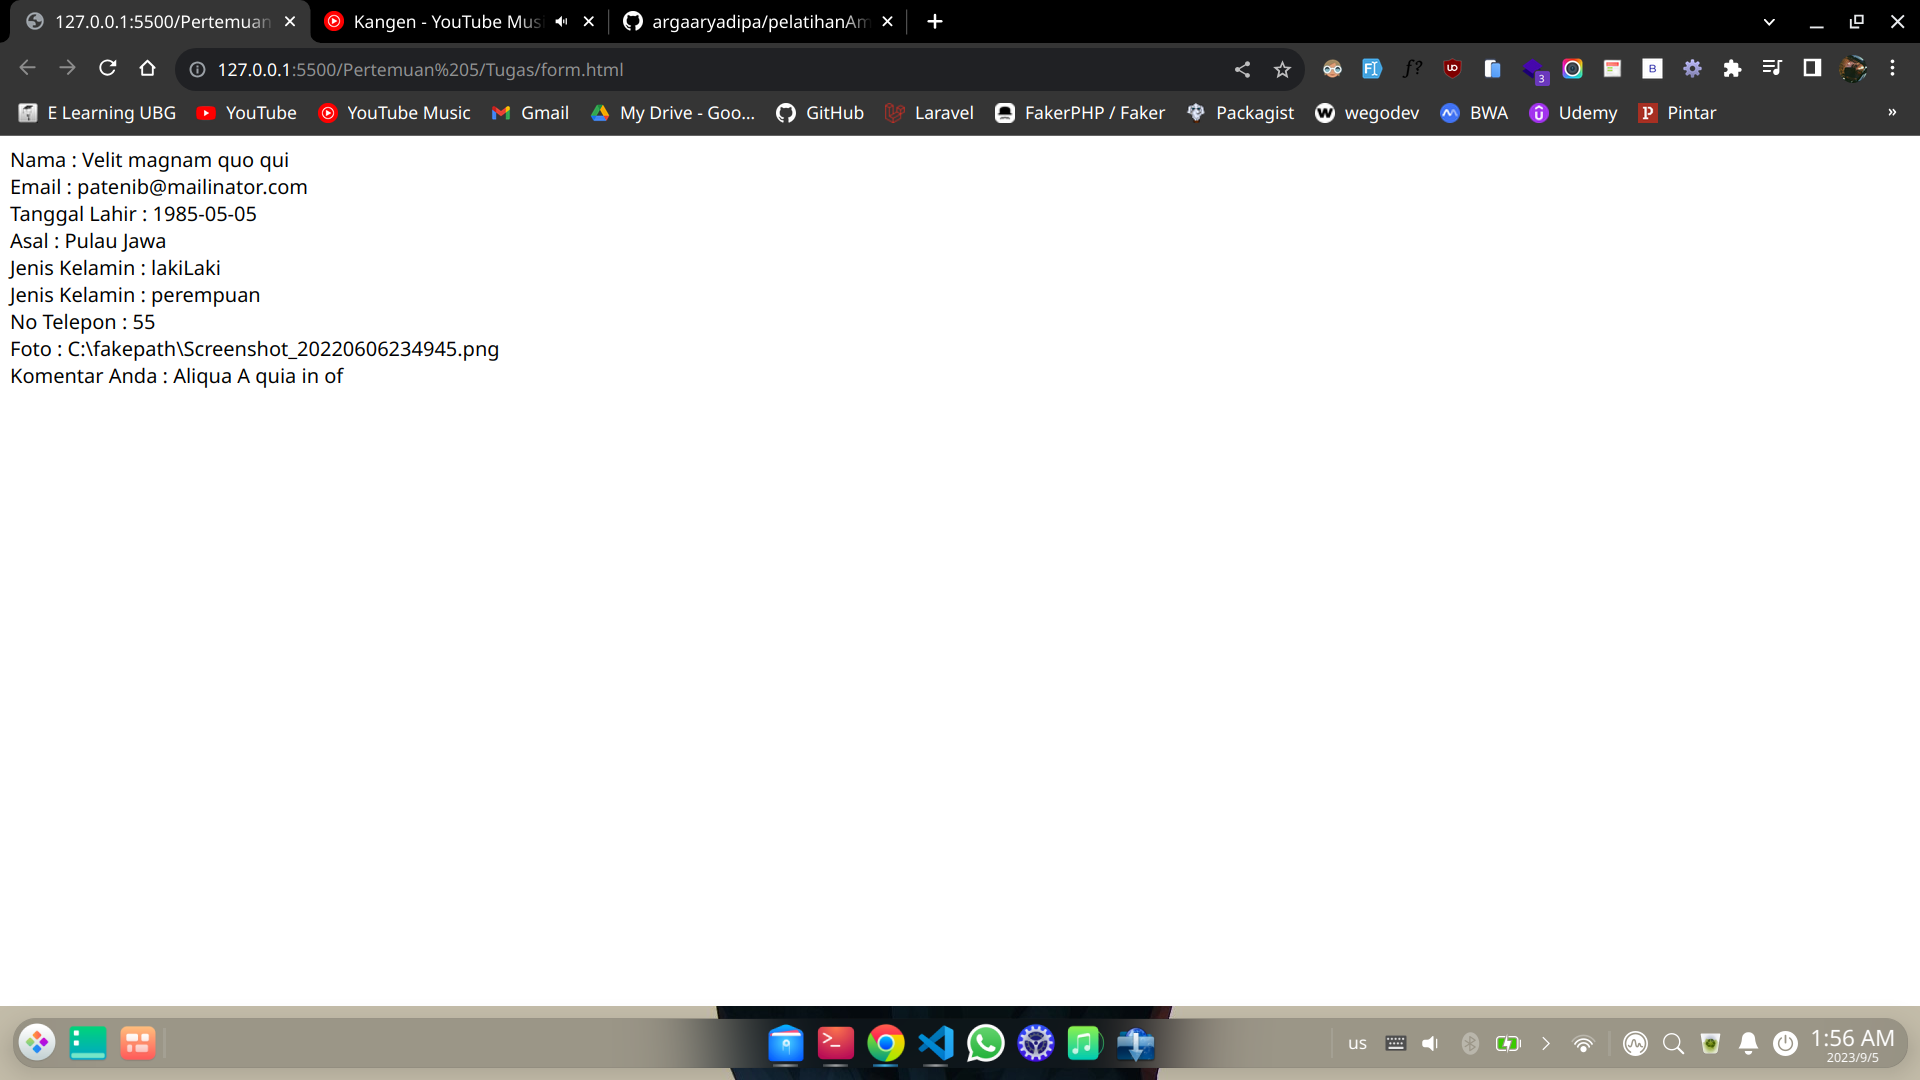 127.0.0.1:5500/Pertemuan
Kangen - YouTube Mus
argaaryadipa/pelatihanAm
127.0.0.1:5500/Pertemuan%205/Tugas/form.html
3
E Learning UBG
YouTube
YouTube Music
Gmail
My Drive - Goo...
GitHub
Laravel
FakerPHP / Faker
Packagist
wegodev
BWA
Udemy
Pintar
»
Nama : Velit magnam quo qui
Email : patenib@mailinator.com
Tanggal Lahir : 1985-05-05
Asal : Pulau Jawa
Jenis Kelamin : lakiLaki
Jenis Kelamin : perempuan
No Telepon : 55
Foto : C:\fakepath\Screenshot_20220606234945.png
Komentar Anda : Aliqua A quia in of
us
1:56 AM
2023/9/5